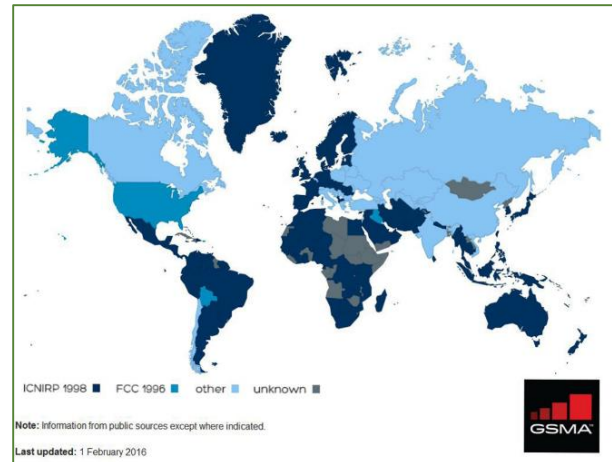 ICNIRP 1998 FCC 1996 other unknown
Note: Information from public sources except where indicated.
Last updated: 1 February 2016
GSMA